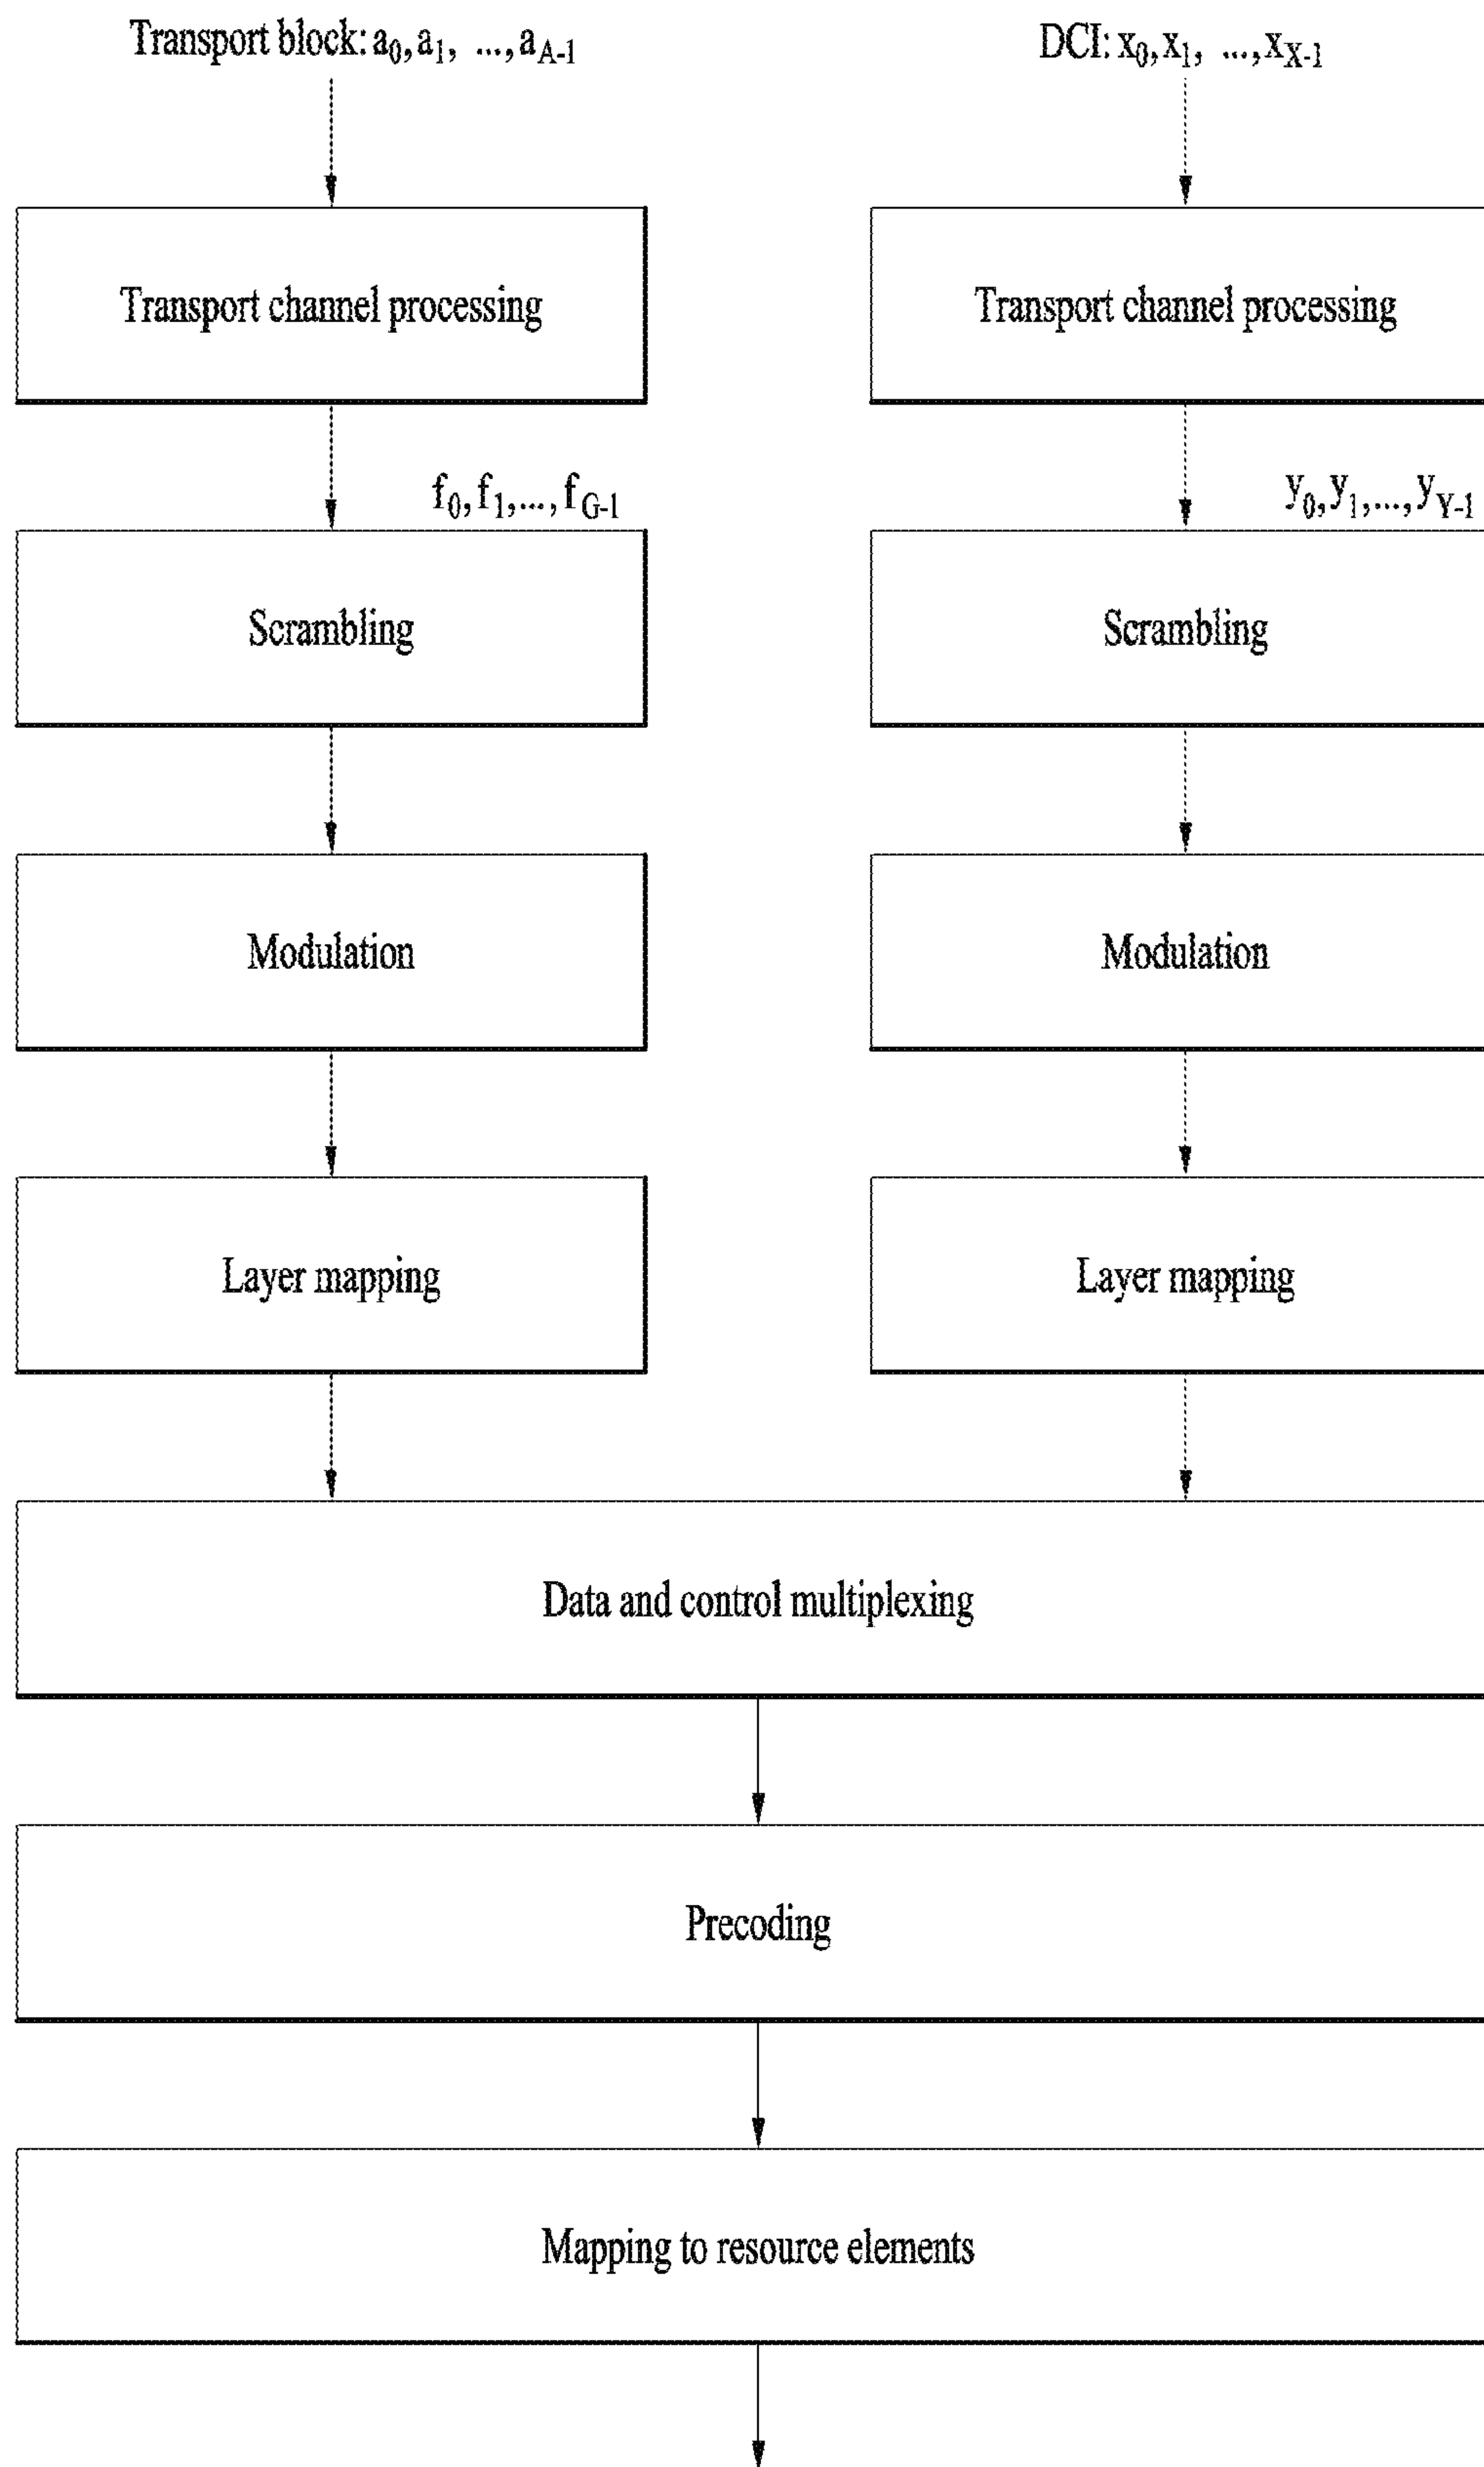 Transport block: a0, a1, ..., aA-1
DCI: x0, x1, ..., xX-1
Transport channel processing
Transport channel processing
f0, f1, ..., fG-1
y0, y1, ..., yY-1
Scrambling
Scrambling
Modulation
Modulation
Layer mapping
Layer mapping
Data and control multiplexing
Precoding
Mapping to resource elements